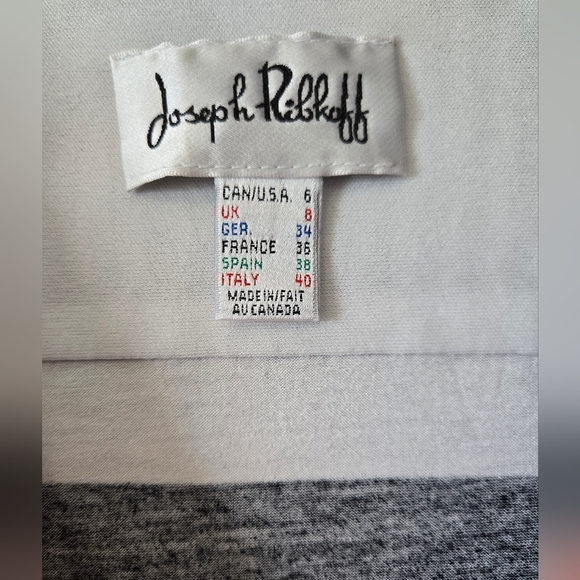 Joseph Ribkoff
CAN/U.S.A. 6
UK 8
GER. 34
FRANCE 36
SPAIN 38
ITALY 40
MADE IN/FAIT
AU CANADA